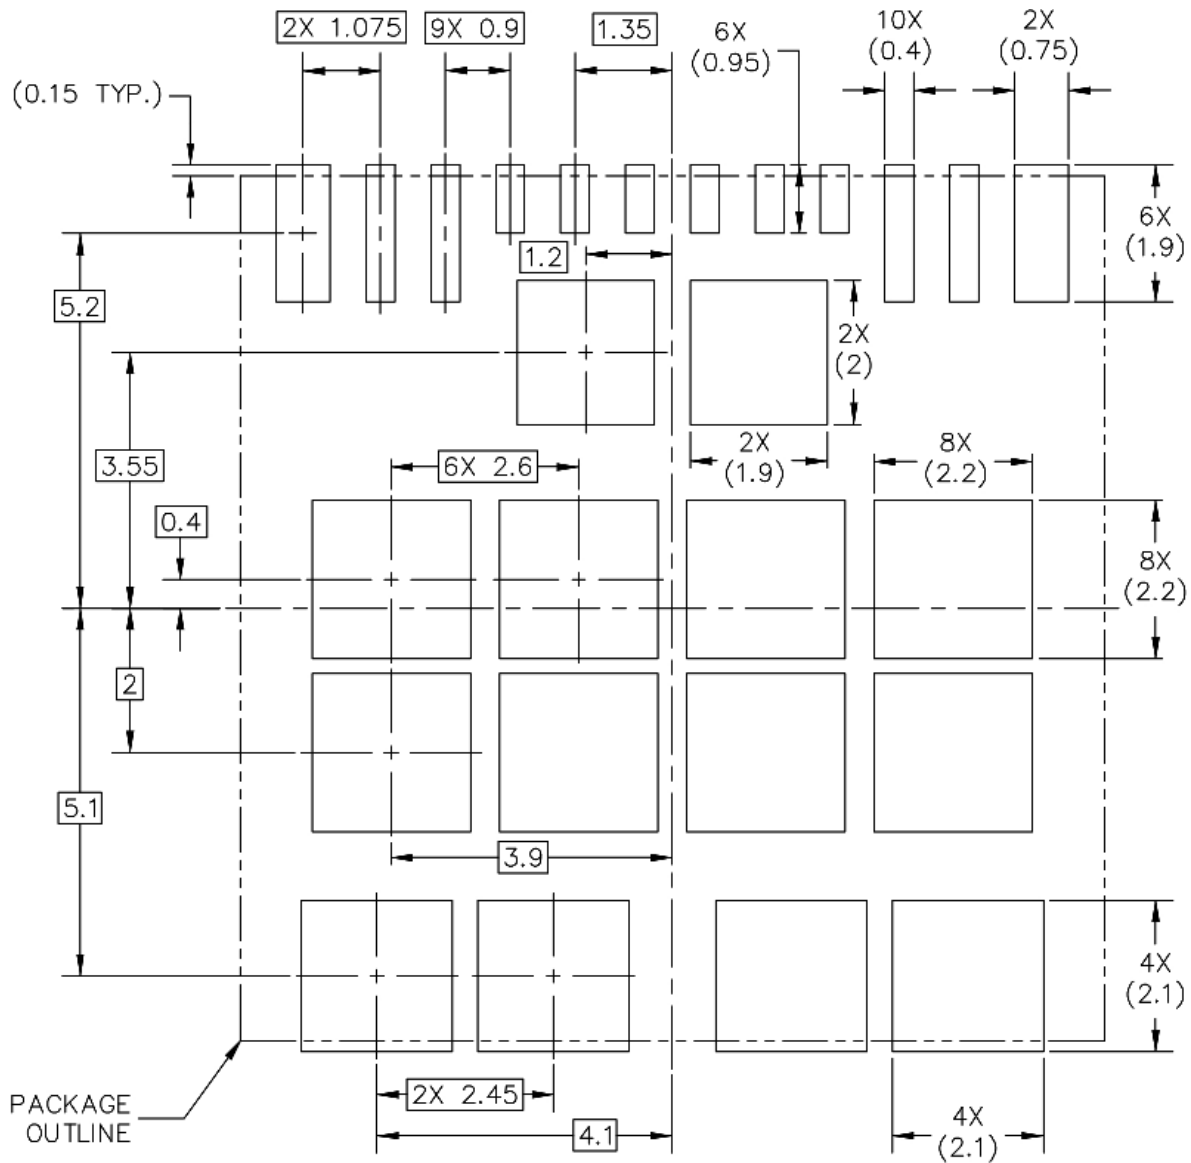 2X 1.075
9X 0.9
1.35
6X
(0.95)
10X
(0.4)
2X
(0.75)
(0.15 TYP.)
6X
(1.9)
1.2
5.2
2X
(2)
3.55
6X 2.6
2X
(1.9)
8X
(2.2)
0.4
8X
(2.2)
2
5.1
3.9
4X
(2.1)
PACKAGE
OUTLINE
2X 2.45
4.1
4X
(2.1)